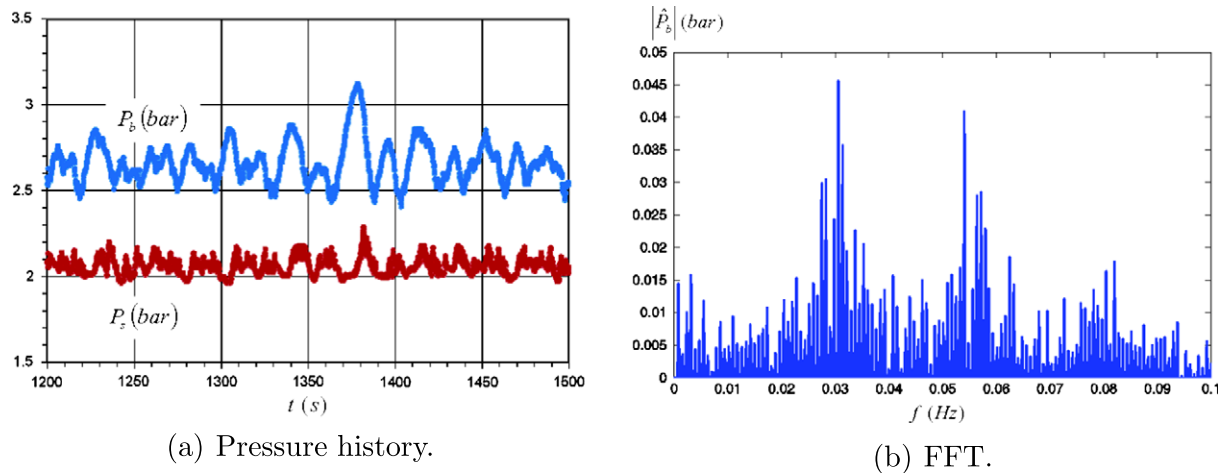 3.5
3
2.5
2
1.5
P_b (bar)
P_s (bar)
1200 1250 1300 1350 1400 1450 1500
t (s)
(a) Pressure history.
|P̂_b| (bar)
0.05
0.045
0.04
0.035
0.03
0.025
0.02
0.015
0.01
0.005
0
0 0.01 0.02 0.03 0.04 0.05 0.06 0.07 0.08 0.09 0.1
f (Hz)
(b) FFT.